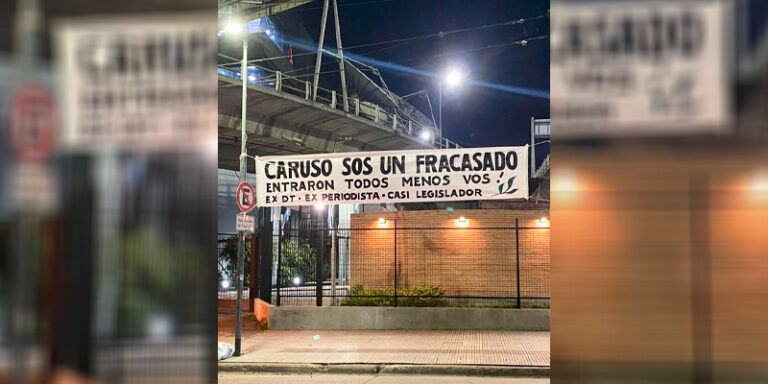 CARUSO SOS UN FRACASADO
ENTRARON TODOS MENOS VOS!
EX DT · EX PERIODISTA · CASI LEGISLADOR
E